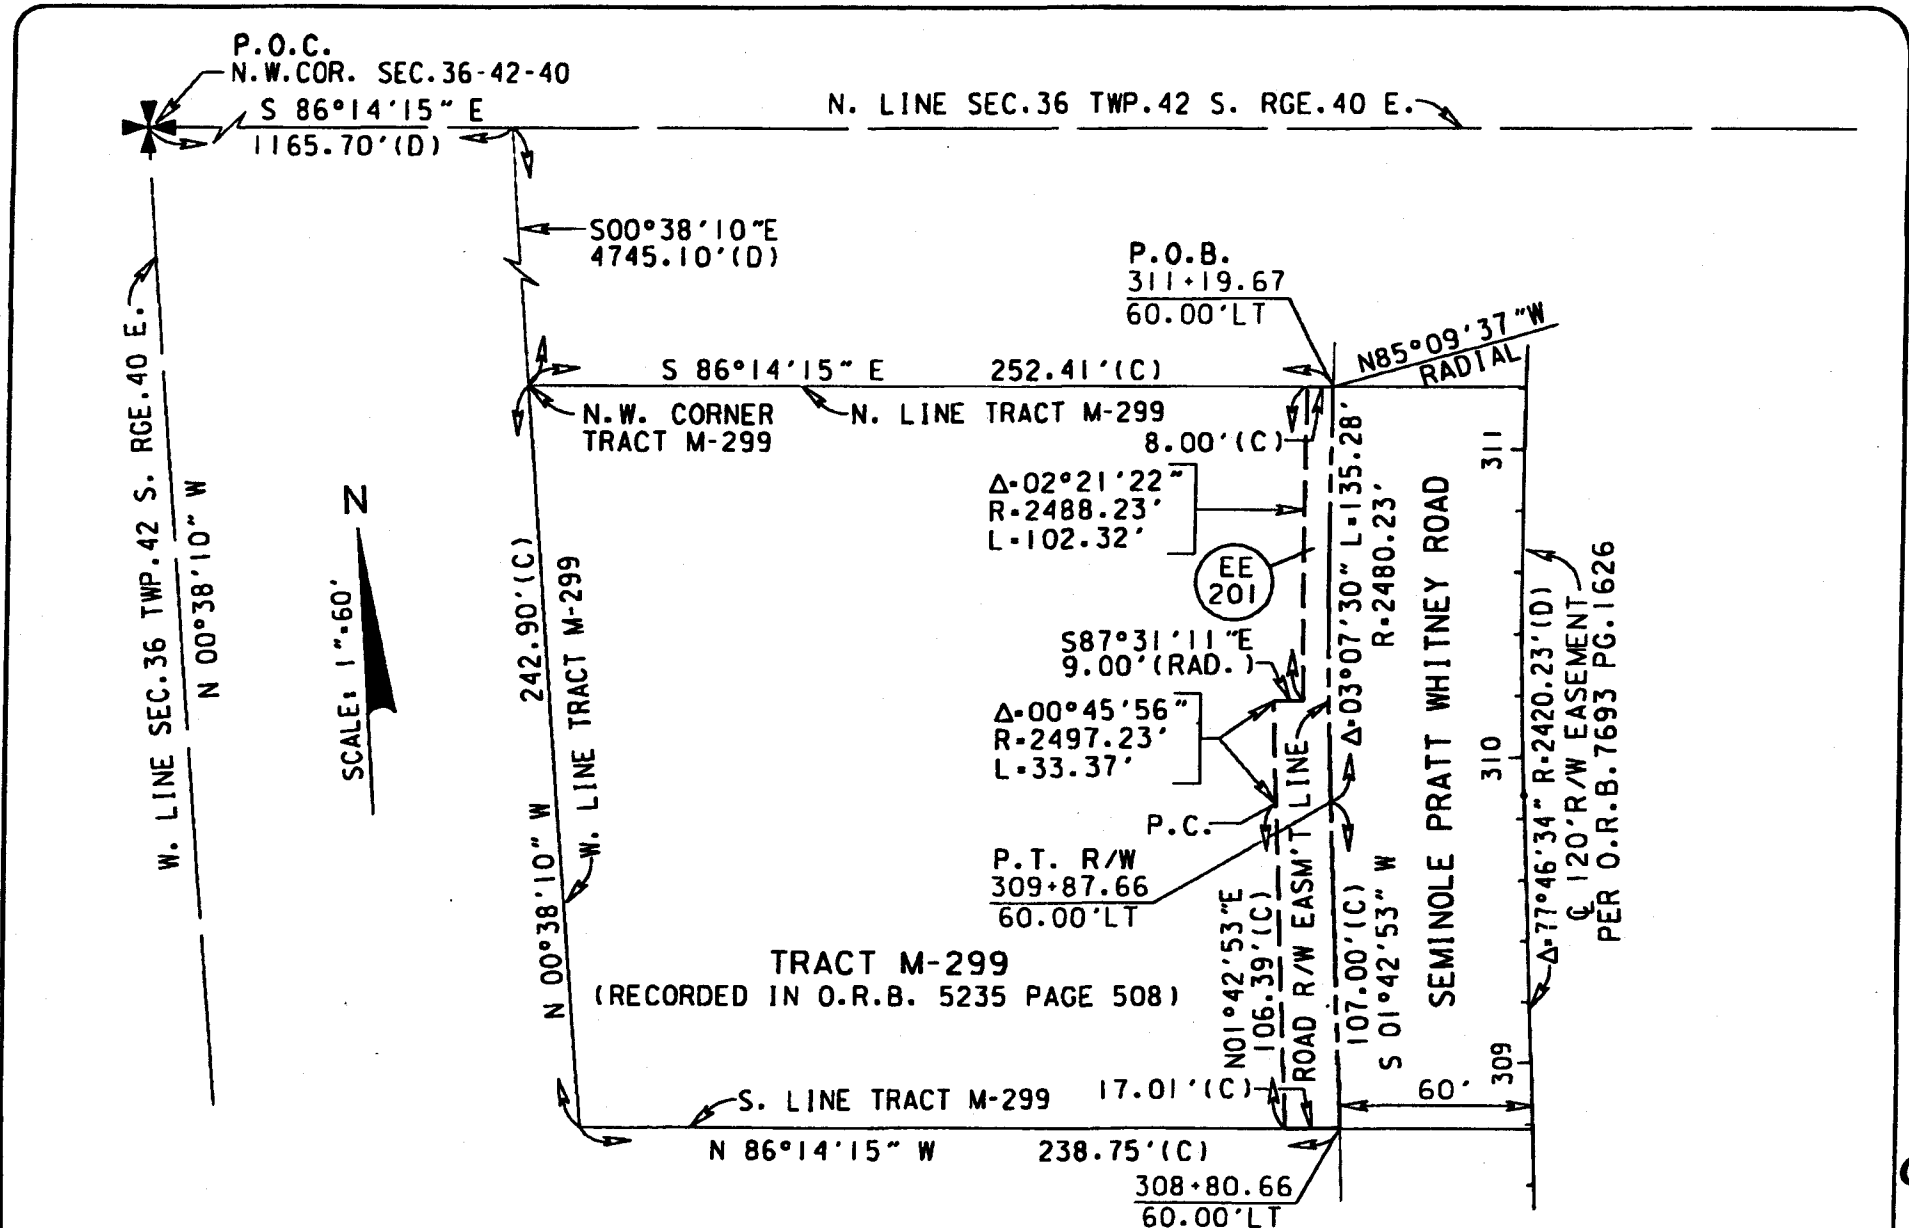 P.O.C.
N.W.COR. SEC.36-42-40
S 86°14'15" E
1165.70'(D)
N. LINE SEC.36 TWP.42 S. RGE.40 E.
S00°38'10"E
4745.10'(D)
P.O.B.
311+19.67
60.00'LT
N85°09'37"W
RADIAL
S 86°14'15" E 252.41'(C)
N.W. CORNER
TRACT M-299
N. LINE TRACT M-299
8.00'(C)
W. LINE SEC.36 TWP.42 S. RGE.40 E.
N 00°38'10" W
N
SCALE: 1"=60'
242.90'(C)
N 00°38'10" W
W. LINE TRACT M-299
Δ=02°21'22"
R=2488.23'
L=102.32'
EE
201
S87°31'11"E
9.00'(RAD.)
Δ=00°45'56"
R=2497.23'
L=33.37'
P.C.
P.T. R/W
309+87.66
60.00'LT
Δ=03°07'30" L=135.28'
R=2480.23'
SEMINOLE PRATT WHITNEY ROAD
311
310
309
Δ=77°46'34" R=2420.23'(D)
℄ 120'R/W EASEMENT
PER O.R.B.7693 PG.1626
TRACT M-299
(RECORDED IN O.R.B. 5235 PAGE 508)
N01°42'53"E
106.39'(C)
ROAD R/W EASM'T LINE
107.00'(C)
S 01°42'53" W
17.01'(C)
60'
S. LINE TRACT M-299
N 86°14'15" W 238.75'(C)
308+80.66
60.00'LT